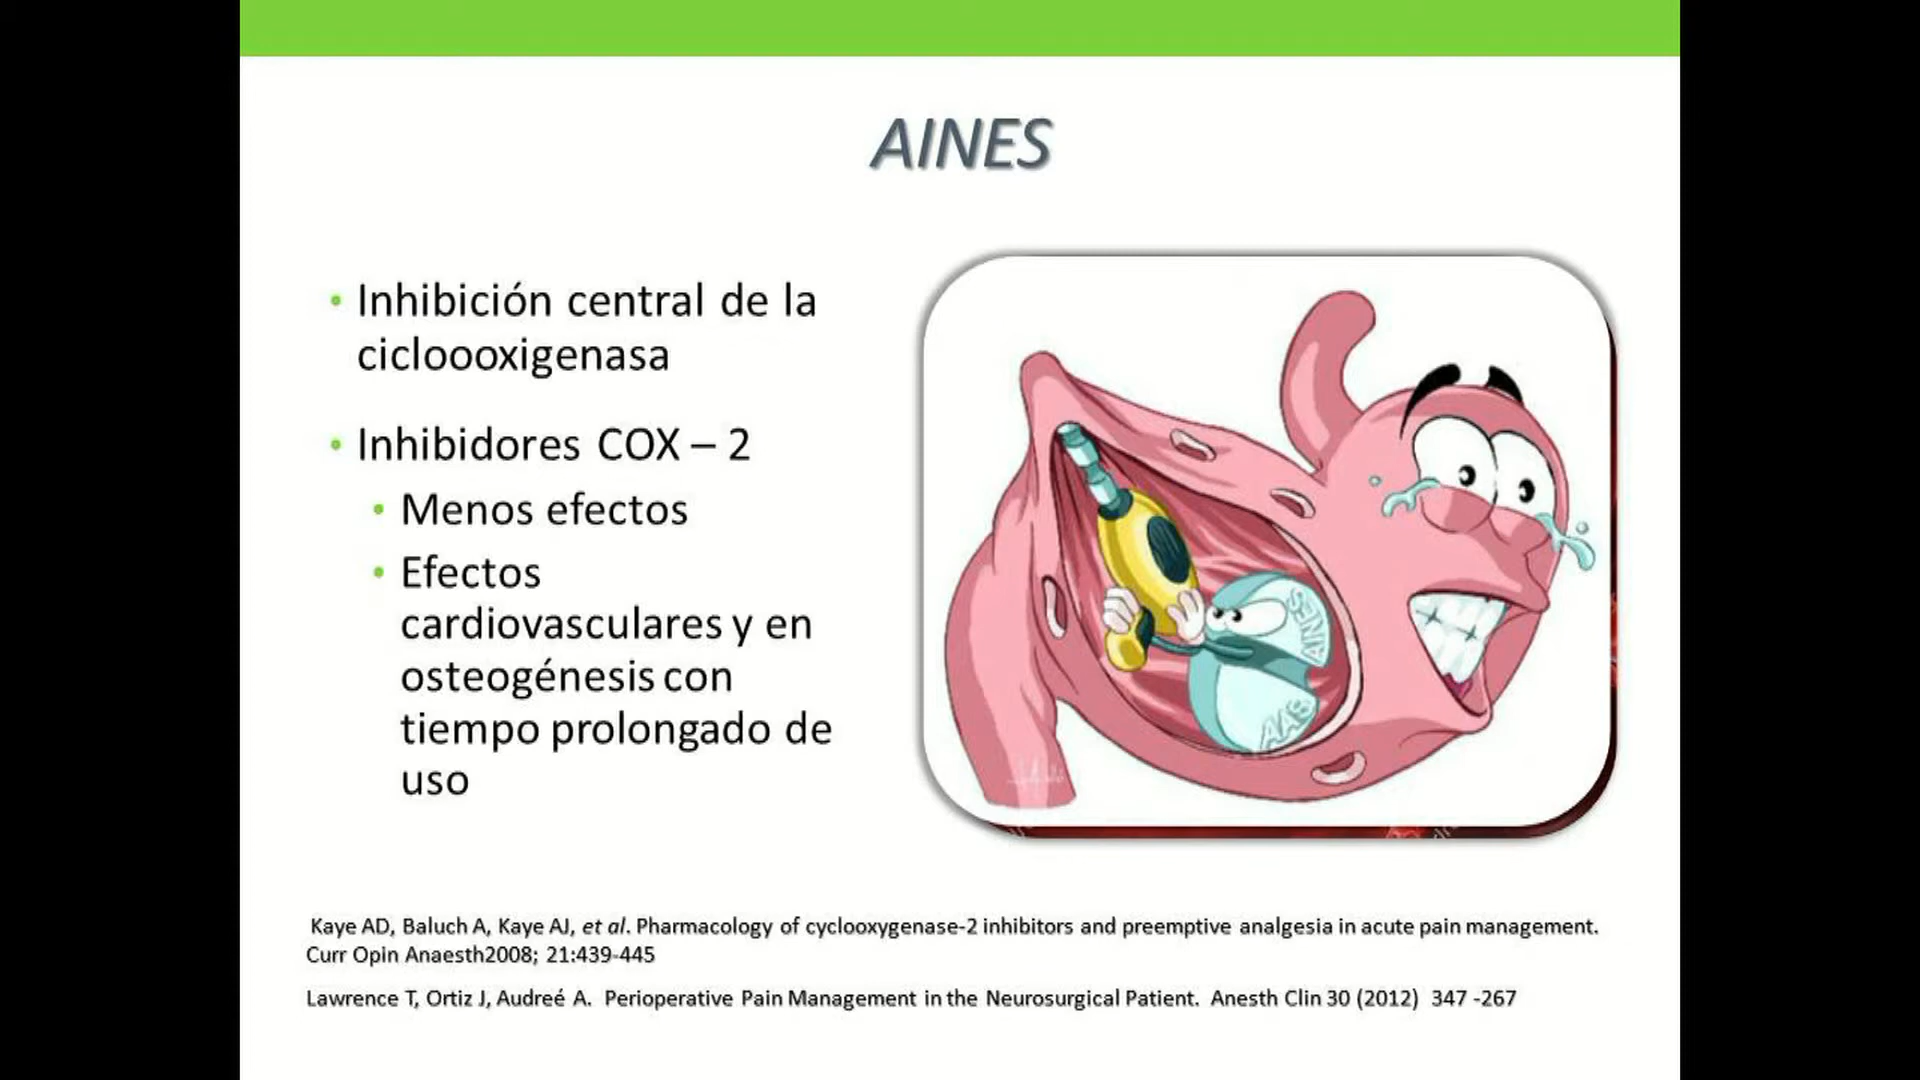 AINES
• Inhibición central de la
cicloooxigenasa
• Inhibidores COX – 2
• Menos efectos
• Efectos
cardiovasculares y en
osteogénesis con
tiempo prolongado de
uso
AINES
AAS
Kaye AD, Baluch A, Kaye AJ, et al. Pharmacology of cyclooxygenase-2 inhibitors and preemptive analgesia in acute pain management.
Curr Opin Anaesth2008; 21:439-445
Lawrence T, Ortiz J, Audreé A. Perioperative Pain Management in the Neurosurgical Patient. Anesth Clin 30 (2012) 347 -267